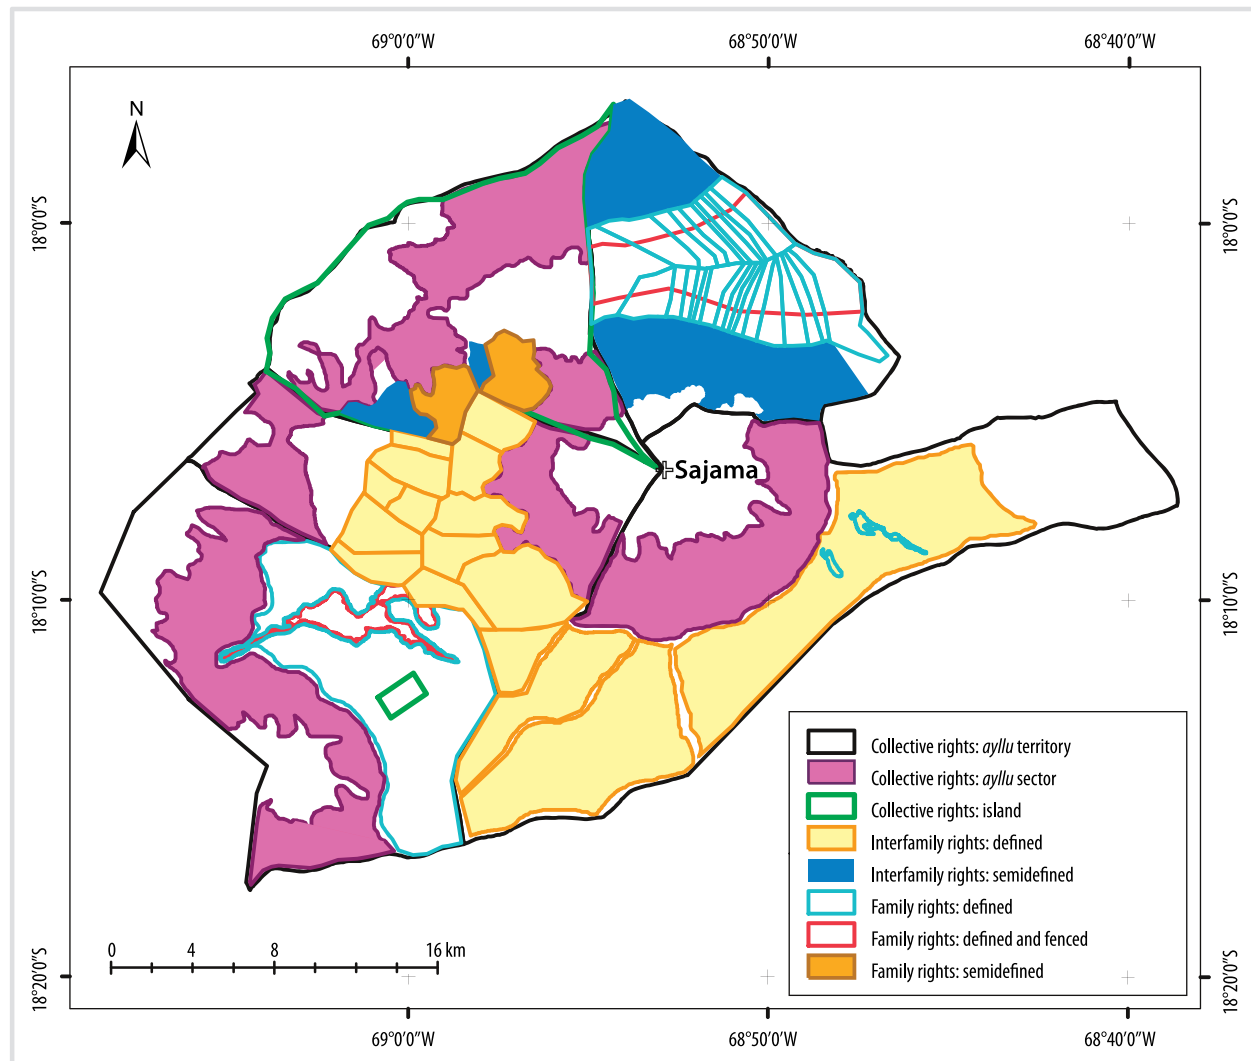 69°0'0"W
68°50'0"W
68°40'0"W
N
18°0'0"S
18°0'0"S
Sajama
18°10'0"S
18°10'0"S
Collective rights: ayllu territory
Collective rights: ayllu sector
Collective rights: island
Interfamily rights: defined
Interfamily rights: semidefined
Family rights: defined
Family rights: defined and fenced
Family rights: semidefined
0 4 8 16 km
18°20'0"S
18°20'0"S
69°0'0"W
68°50'0"W
68°40'0"W